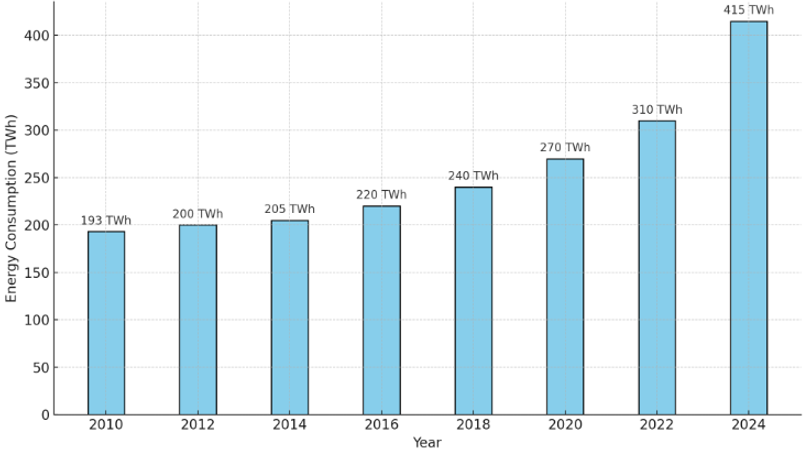 415 TWh
400
350
310 TWh
300
270 TWh
250
240 TWh
220 TWh
205 TWh
200 TWh
193 TWh
200
150
100
50
0
Energy Consumption (TWh)
2010 2012 2014 2016 2018 2020 2022 2024
Year